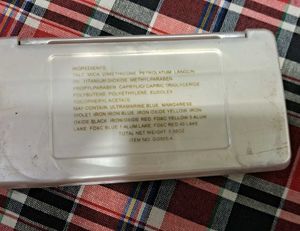 INGREDIENTS:
TALC MICA DIMETHICONE PETROLATUM LANOLIN
OIL TITANIUM DIOXIDE METHYLPARABEN
PROPYLPARABEN CAPRYLIC/ CAPRIC TRIGLYCERIDE
POLYBUTENE POLYETHYLENE
TOCOPHERYL ACETATE
MAY CONTAIN ULTRAMARINE BLUE MANGANESE
VIOLET IRON OXIDE BLUE IRON OXIDE YELLOW IRON
OXIDE BLACK IRON OXIDE RED FD&C YELLOW 5 ALUM
LAKE FD&C BLUE 1 ALUM LAKE FD&C RED 40 LAKE
TOTAL NET WEIGHT
ITEM NO